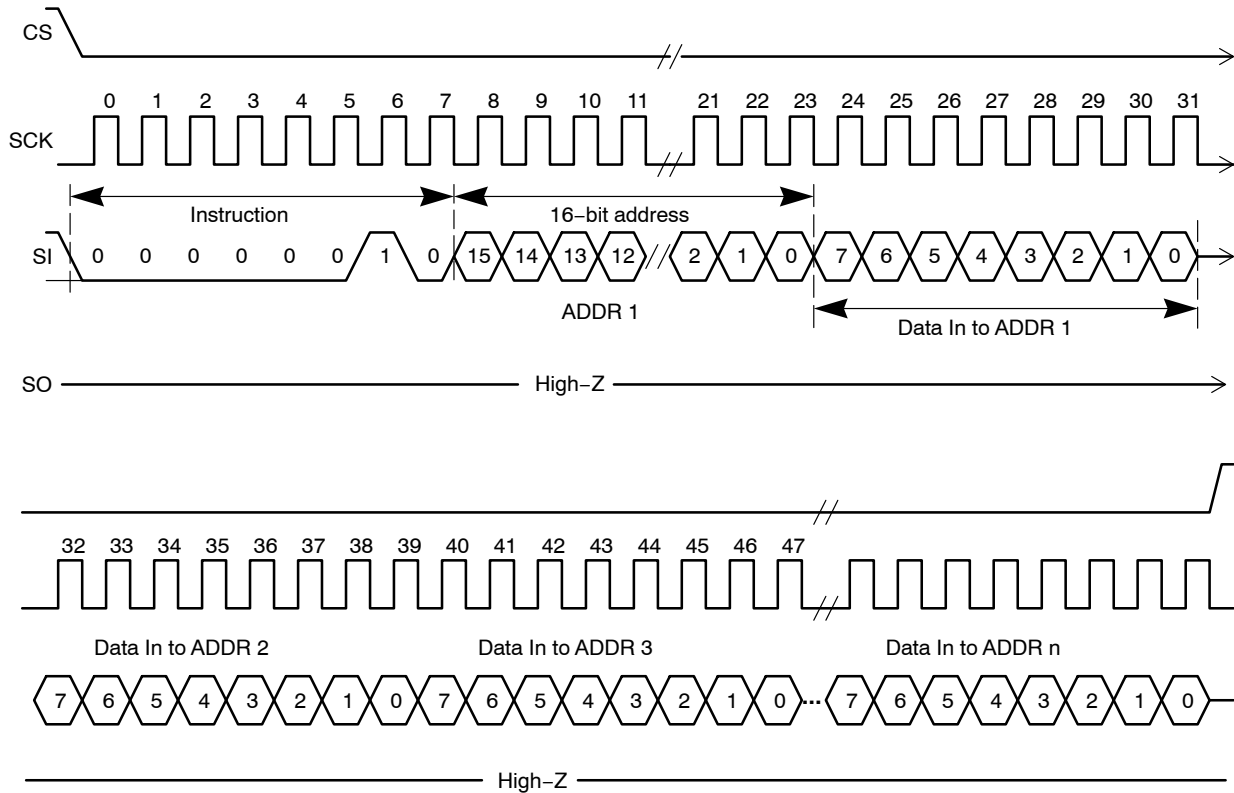 CS
0 1 2 3 4 5 6 7 8 9 10 11 21 22 23 24 25 26 27 28 29 30 31
SCK
Instruction 16−bit address
SI 0 0 0 0 0 0 1 0 15 14 13 12 2 1 0 7 6 5 4 3 2 1 0
ADDR 1
Data In to ADDR 1
SO High−Z
32 33 34 35 36 37 38 39 40 41 42 43 44 45 46 47
Data In to ADDR 2 Data In to ADDR 3 Data In to ADDR n
7 6 5 4 3 2 1 0 7 6 5 4 3 2 1 0 ... 7 6 5 4 3 2 1 0
High−Z